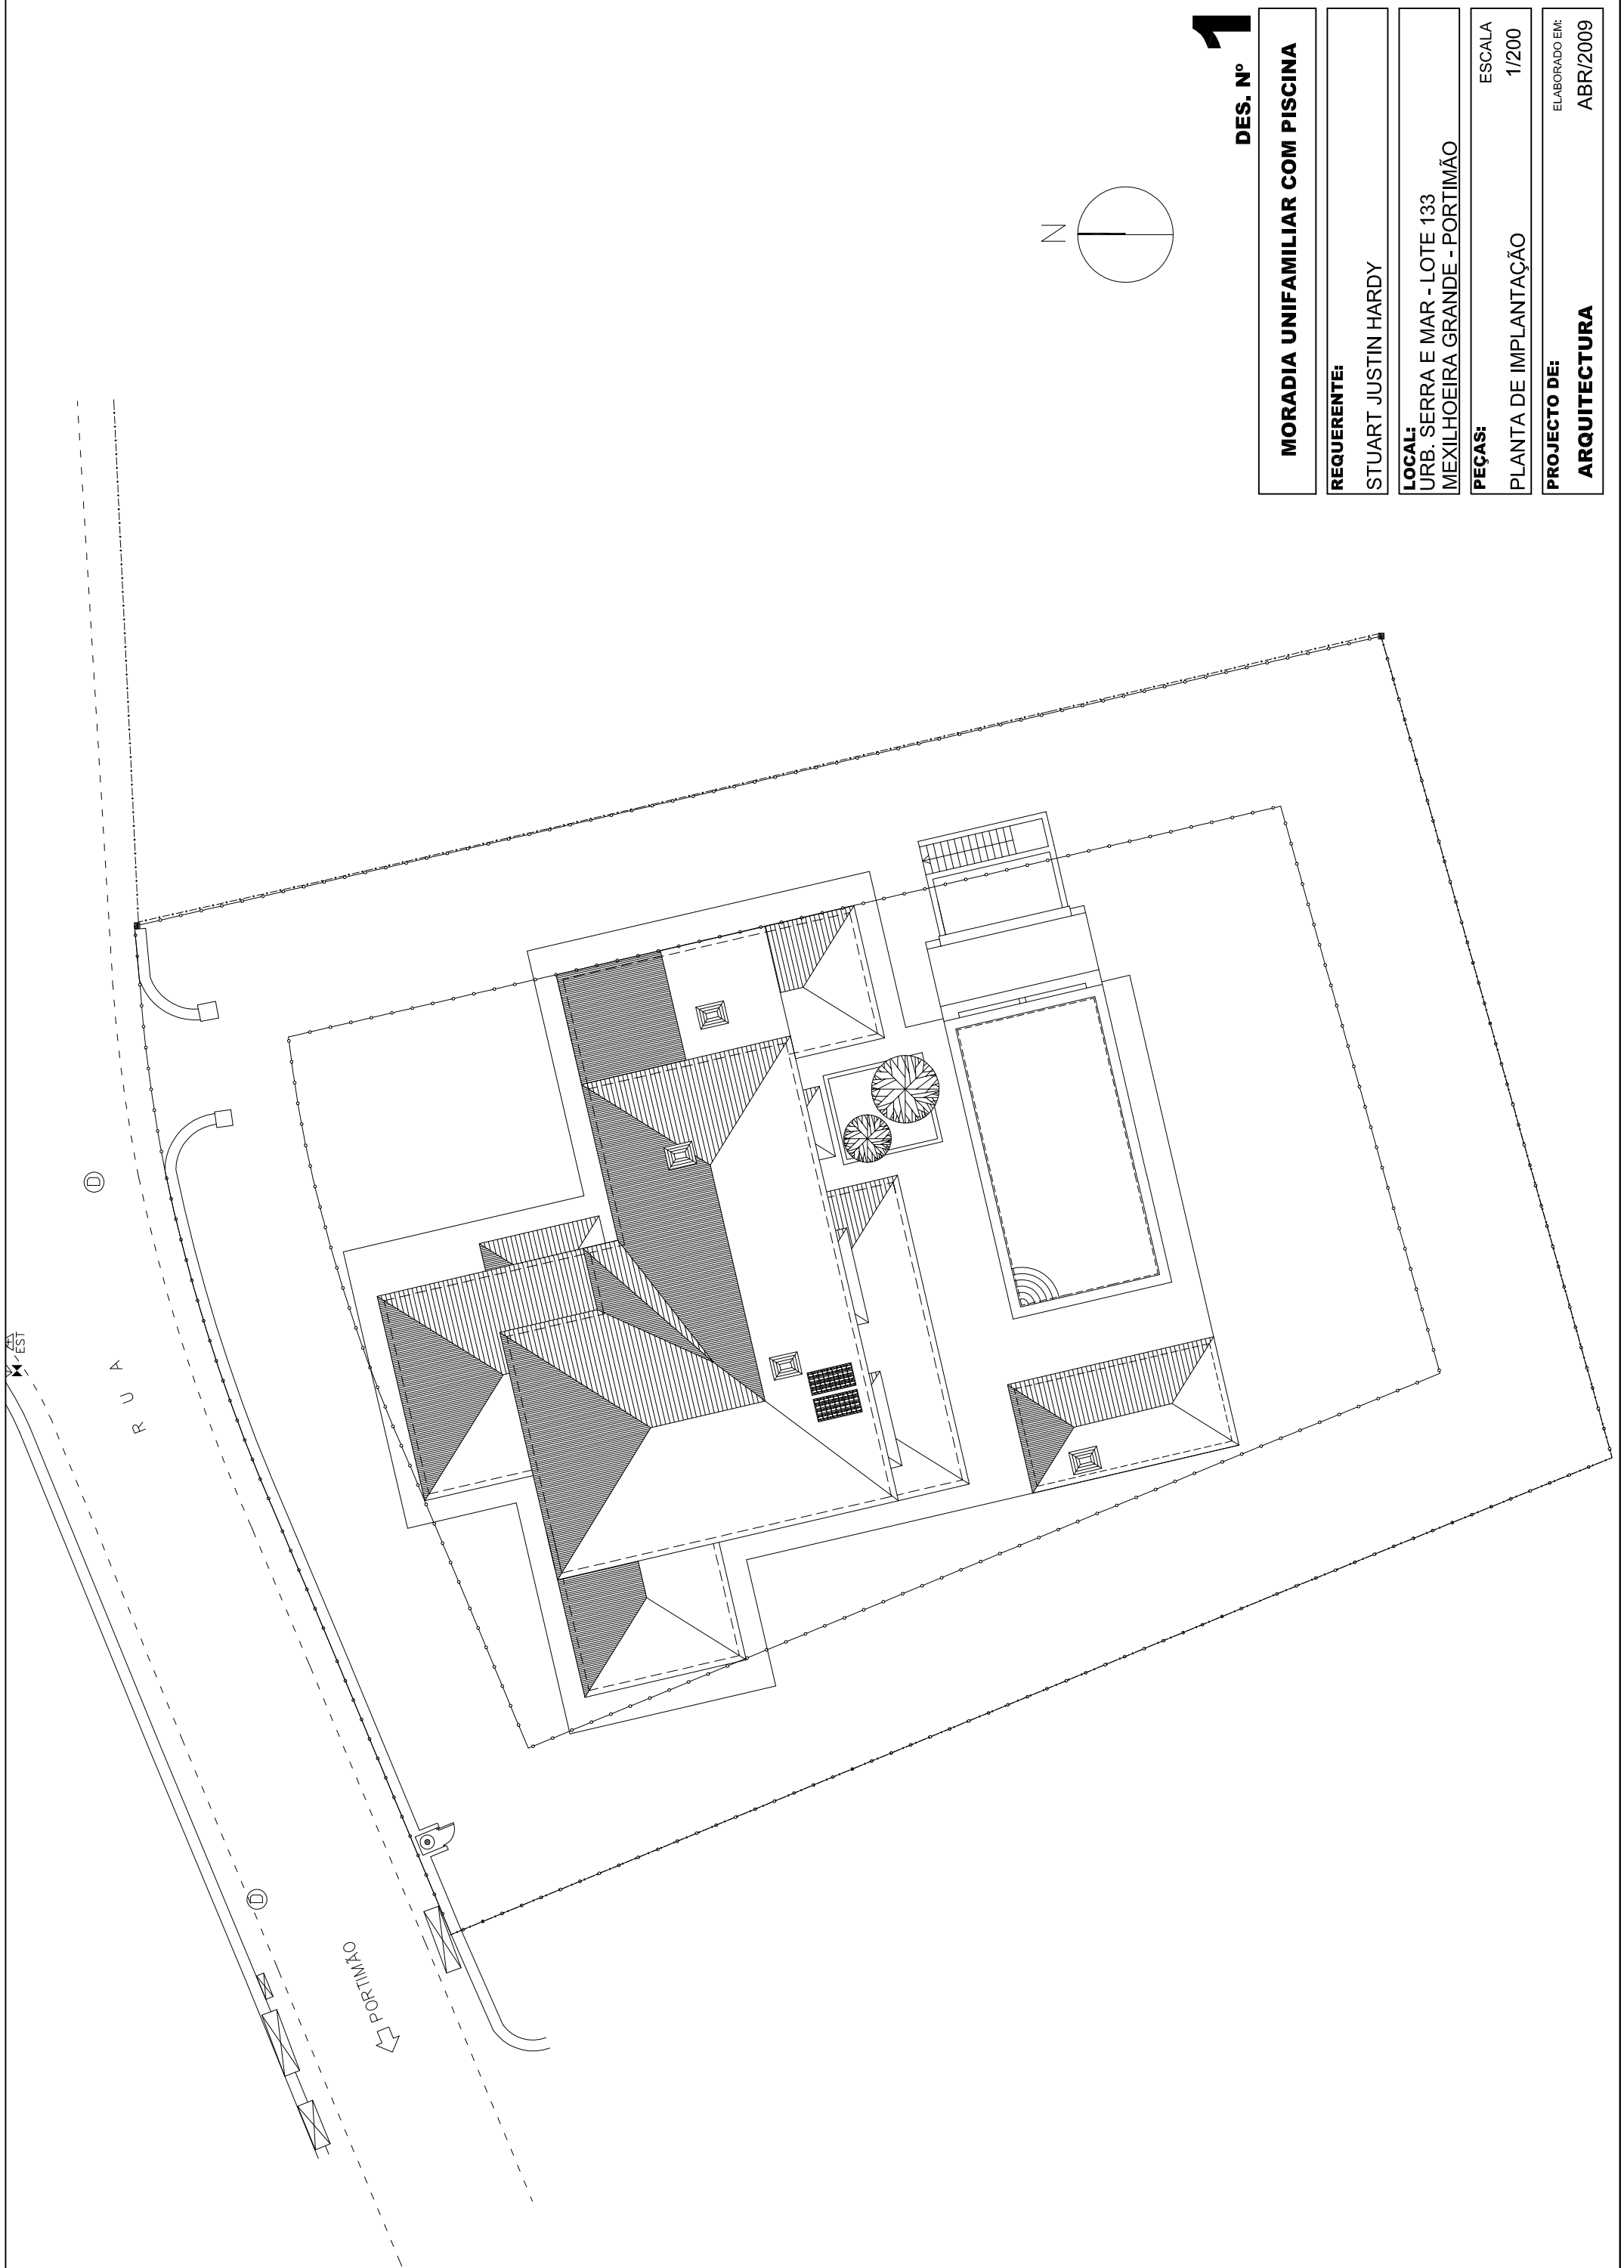 EST
D
R U A
D
PORTIMÃO
N
DES. Nº 1
MORADIA UNIFAMILIAR COM PISCINA
REQUERENTE:
STUART JUSTIN HARDY
LOCAL:
URB. SERRA E MAR - LOTE 133
MEXILHOEIRA GRANDE - PORTIMÃO
PEÇAS:
ESCALA
PLANTA DE IMPLANTAÇÃO
1/200
PROJECTO DE:
ELABORADO EM:
ARQUITECTURA
ABR/2009